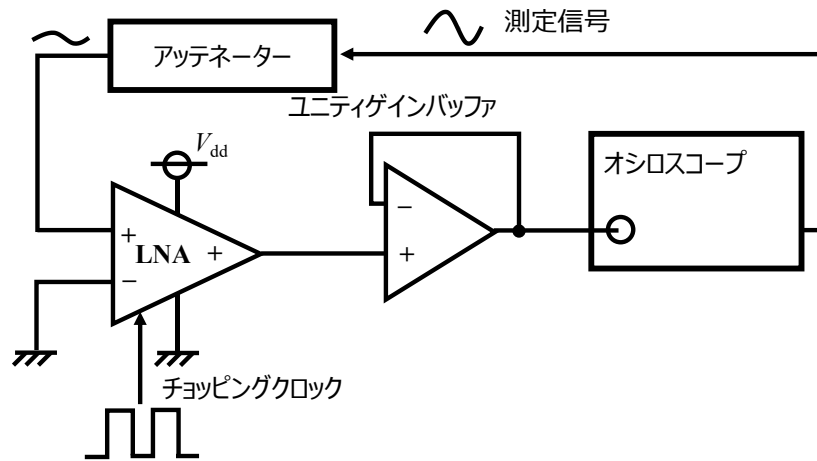 測定信号
アッテネーター
ユニティゲインバッファ
Vdd
オシロスコープ
+
LNA +
−
−
+
チョッピングクロック